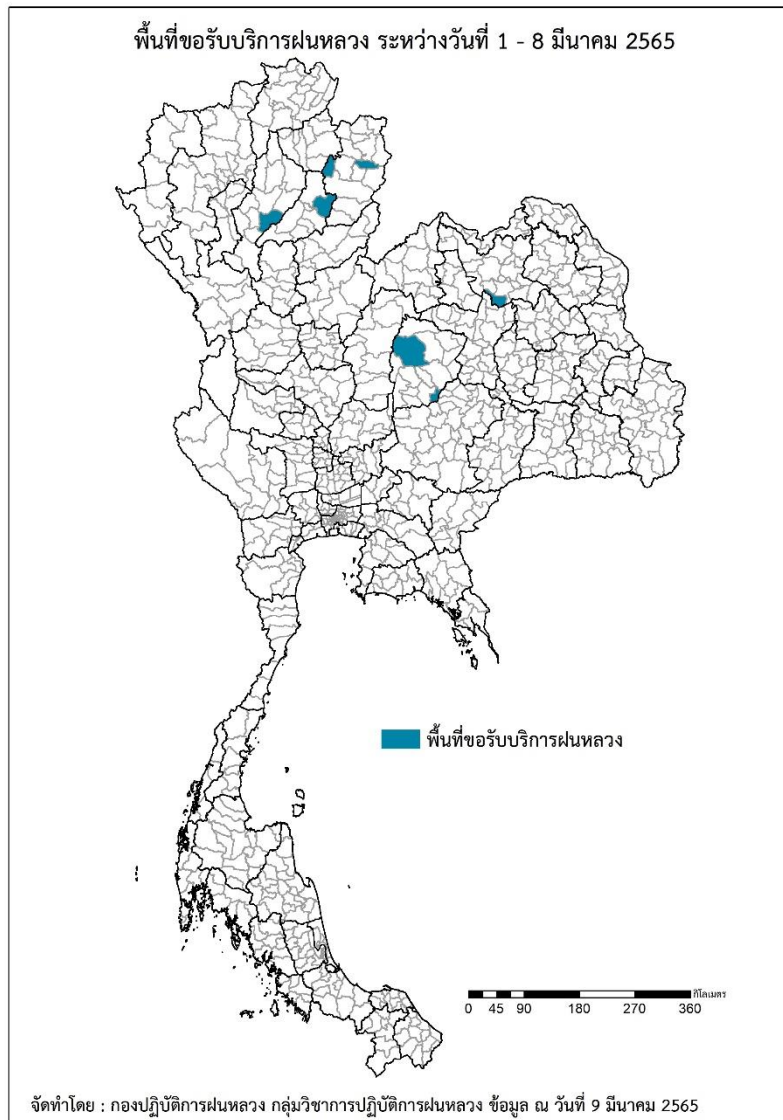 พื้นที่ขอรับบริการฝนหลวง ระหว่างวันที่ 1 - 8 มีนาคม 2565
พื้นที่ขอรับบริการฝนหลวง
กิโลเมตร
0 45 90 180 270 360
จัดทำโดย : กองปฏิบัติการฝนหลวง กลุ่มวิชาการปฏิบัติการฝนหลวง ข้อมูล ณ วันที่ 9 มีนาคม 2565